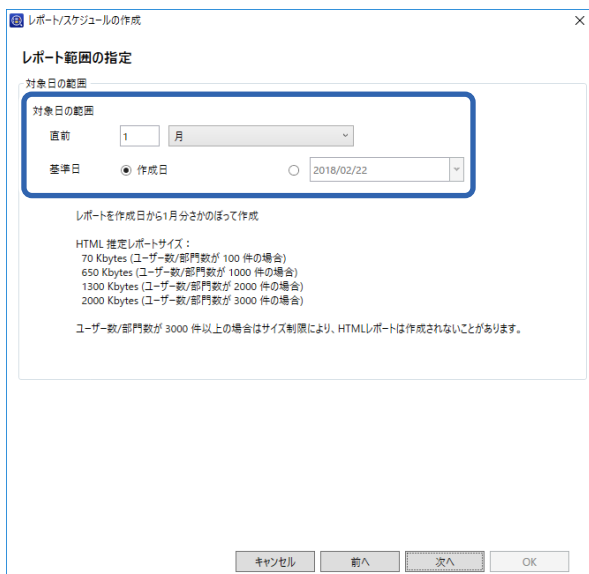 レポート/スケジュールの作成
レポート範囲の指定
対象日の範囲
対象日の範囲
直前 1 月
基準日 作成日 2018/02/22
レポートを作成日から1月分さかのぼって作成
HTML 推定レポートサイズ：
70 Kbytes (ユーザー数/部門数が 100 件の場合)
650 Kbytes (ユーザー数/部門数が 1000 件の場合)
1300 Kbytes (ユーザー数/部門数が 2000 件の場合)
2000 Kbytes (ユーザー数/部門数が 3000 件の場合)
ユーザー数/部門数が 3000 件以上の場合はサイズ制限により、HTMLレポートは作成されないことがあります。
キャンセル 前へ 次へ OK